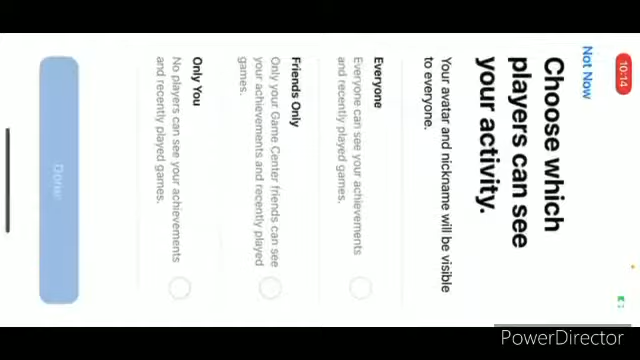 10:14
Not Now
Choose which
players can see
your activity.
Your avatar and nickname will be visible
to everyone.
Everyone
Everyone can see your achievements
and recently played games.
Friends Only
Only your Game Center friends can see
your achievements and recently played
games.
Only You
No players can see your achievements
and recently played games.
Done
PowerDirector